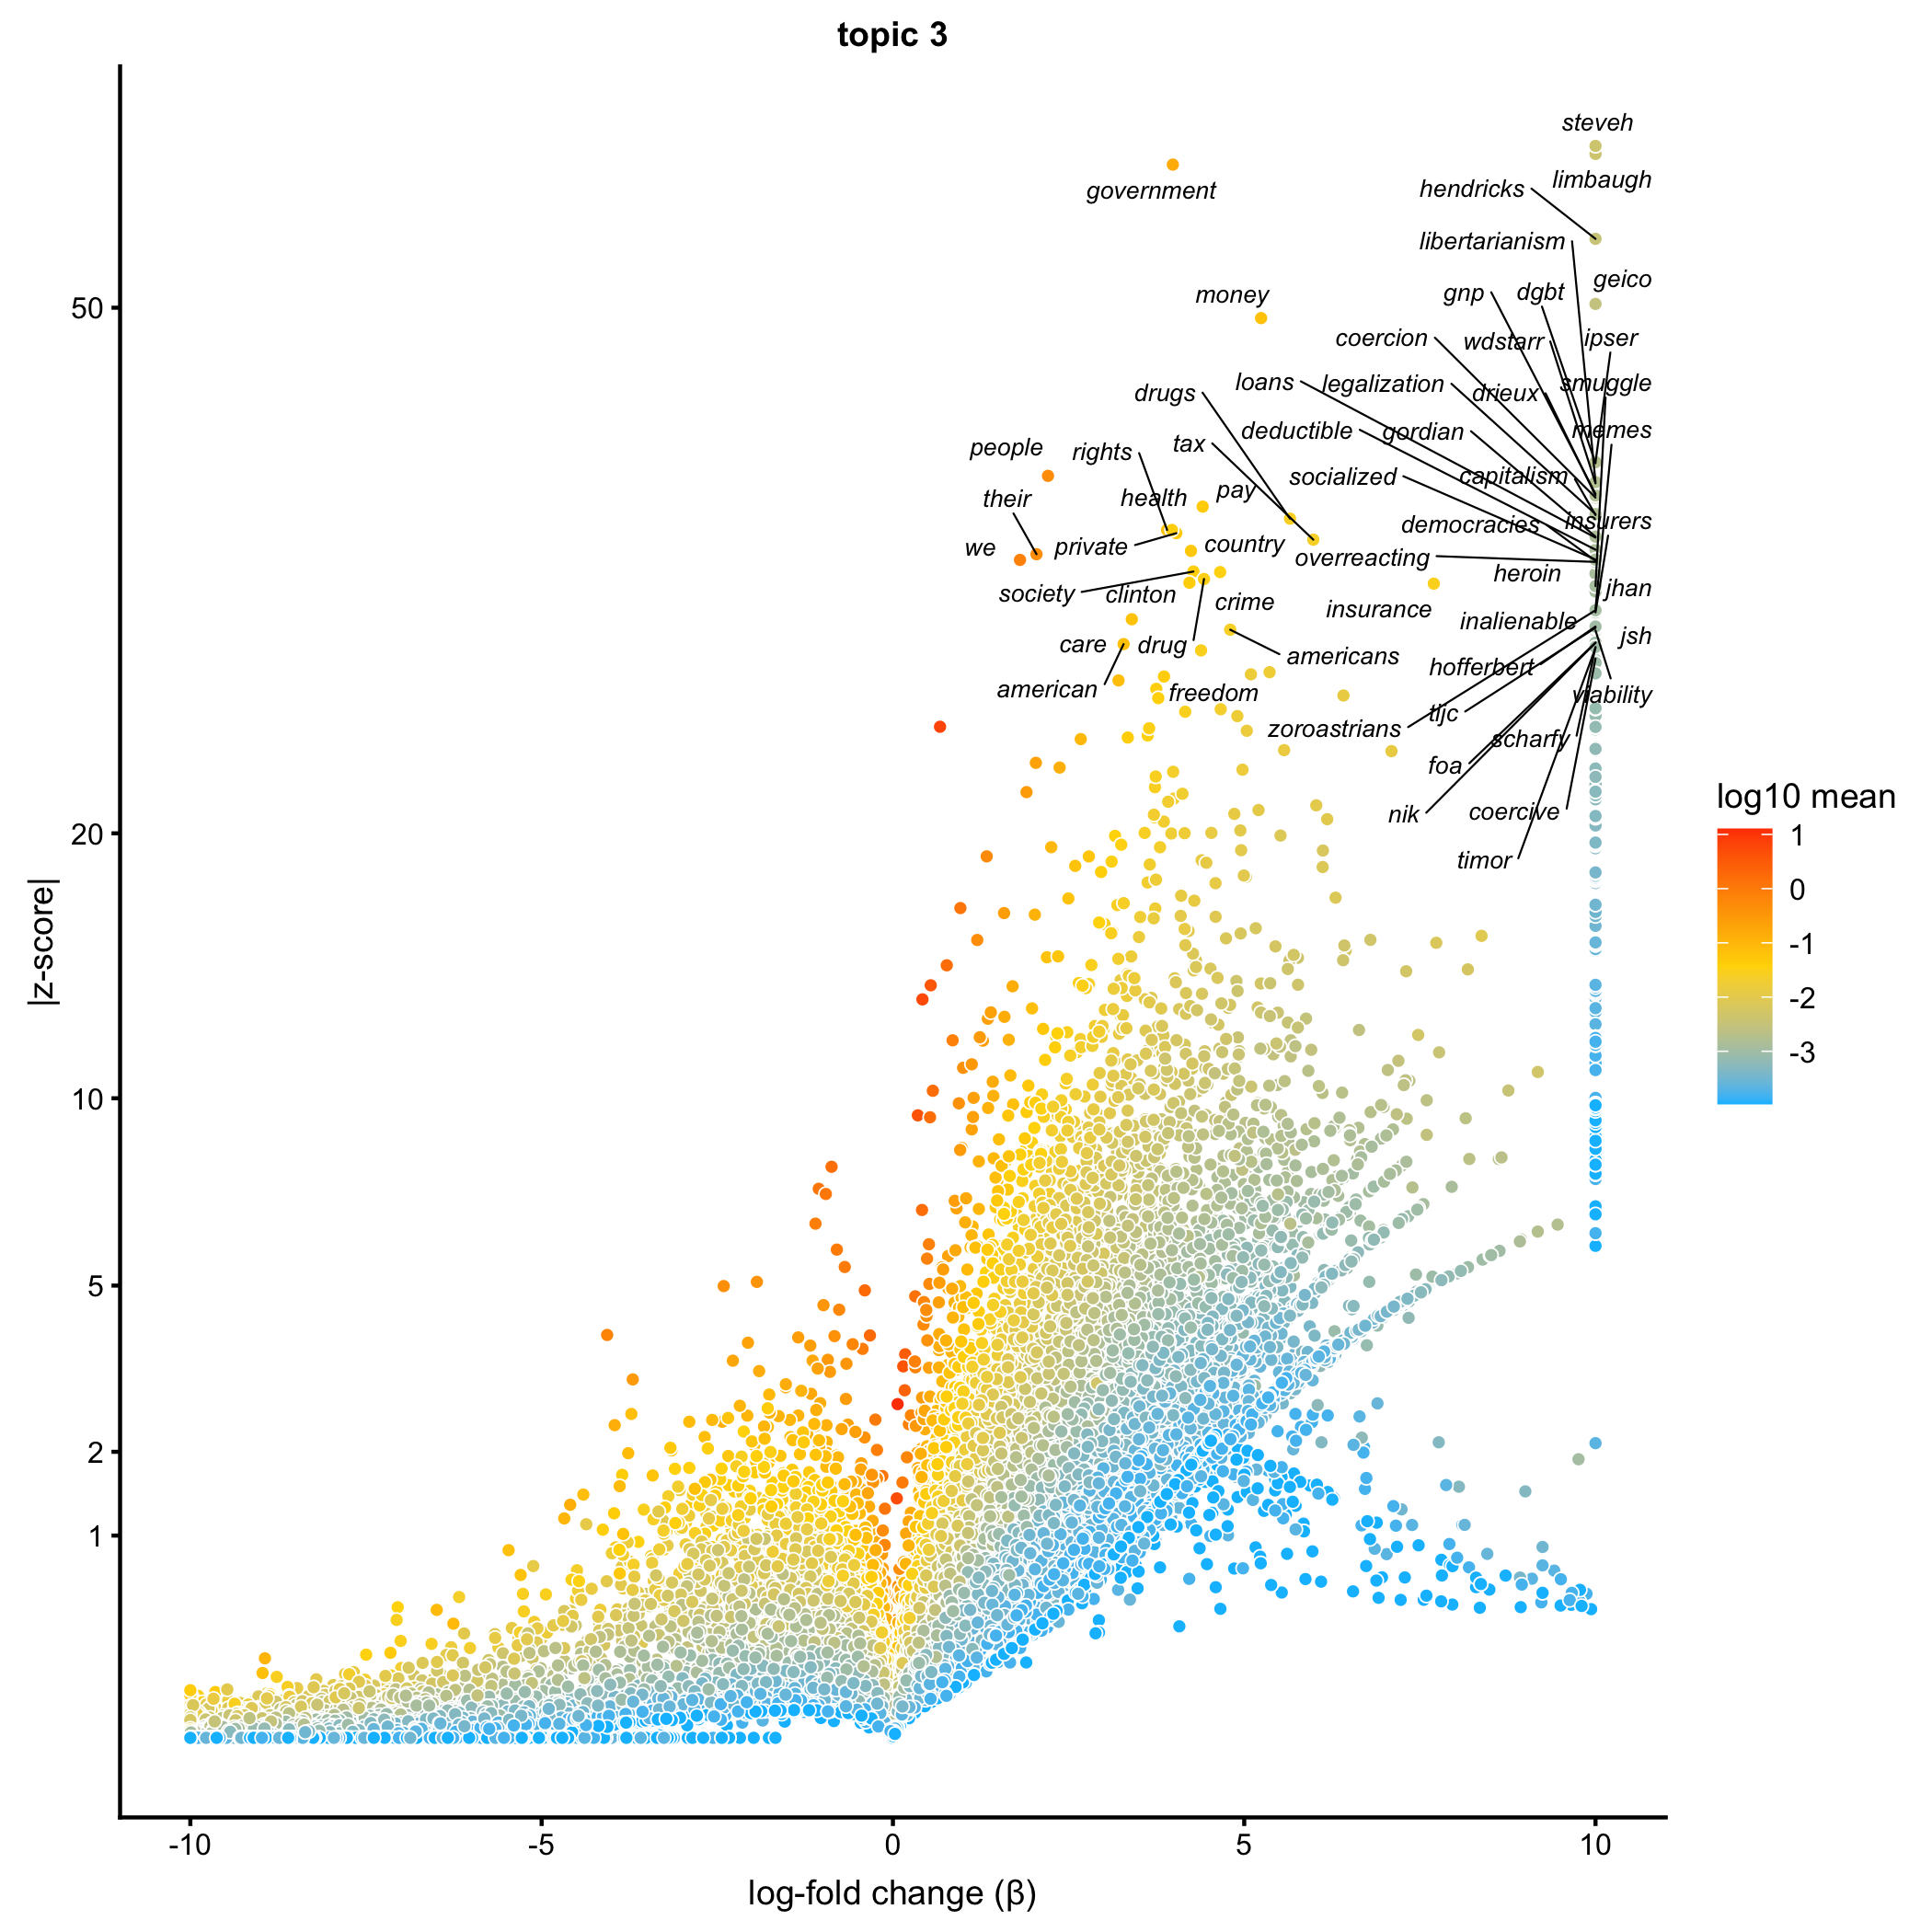 topic 3
steveh
limbaugh
hendricks
government
libertarianism
geico
gnp
dgbt
money
coercion
wdstarr
ipser
loans
legalization
drieux
smuggle
drugs
deductible
gordian
memes
people
rights
tax
socialized
capitalism
their
health
pay
democracies
insurers
we
private
country
overreacting
heroin
jhan
society
clinton
crime
insurance
inalienable
jsh
care
drug
americans
hofferbert
viability
american
freedom
zoroastrians
tijc
scharfy
foa
nik
coercive
timor
50
20
10
5
2
1
|z-score|
-10
-5
0
5
10
log-fold change (β)
log10 mean
1
0
-1
-2
-3